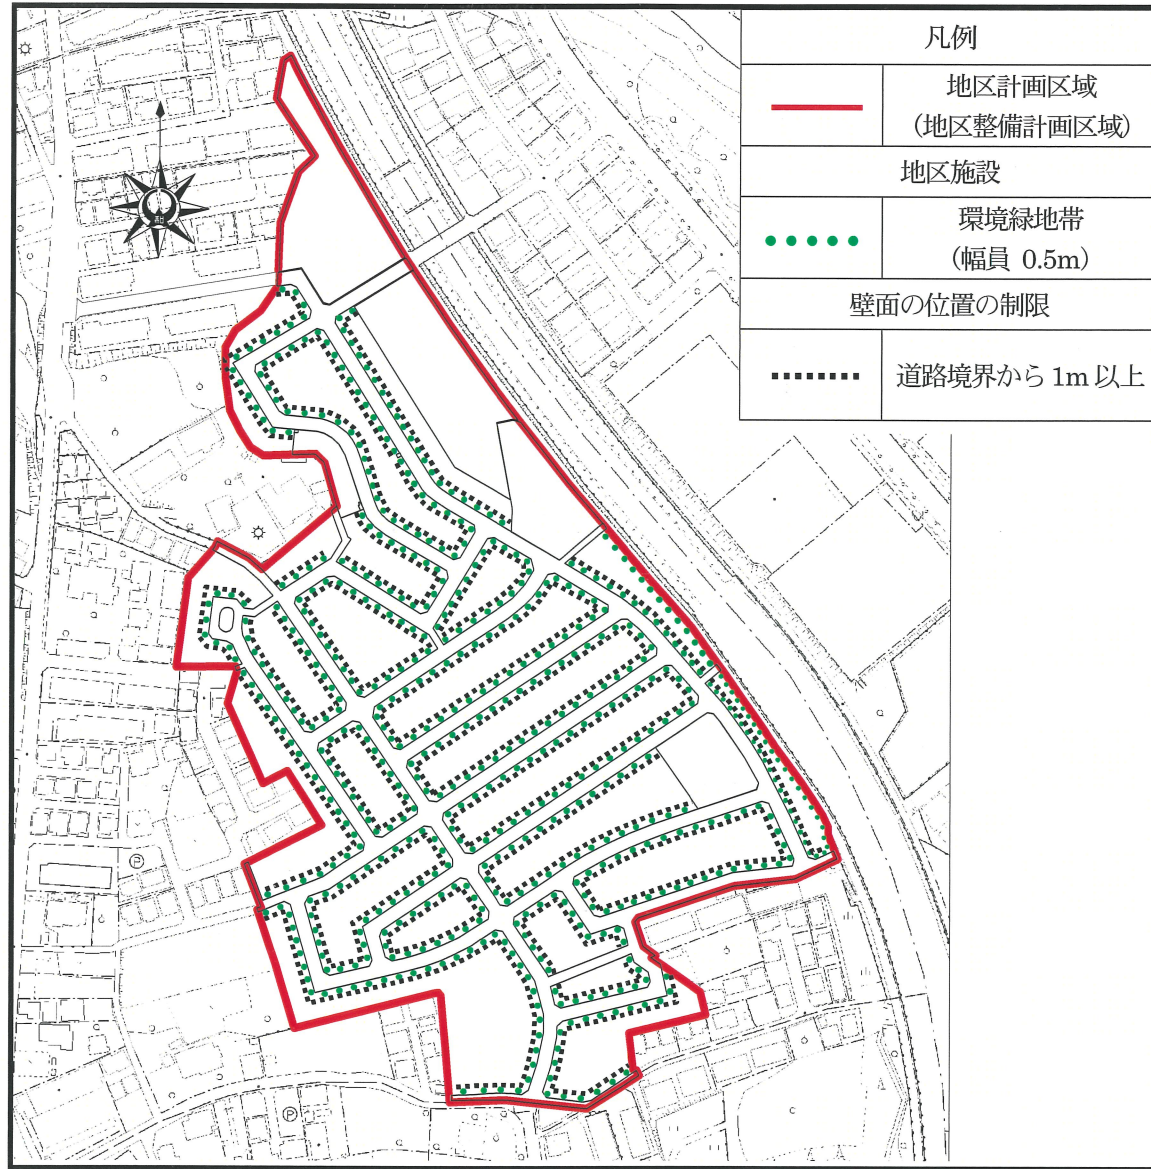 凡例
地区計画区域
(地区整備計画区域)
地区施設
環境緑地帯
(幅員 0.5m)
壁面の位置の制限
道路境界から 1m 以上